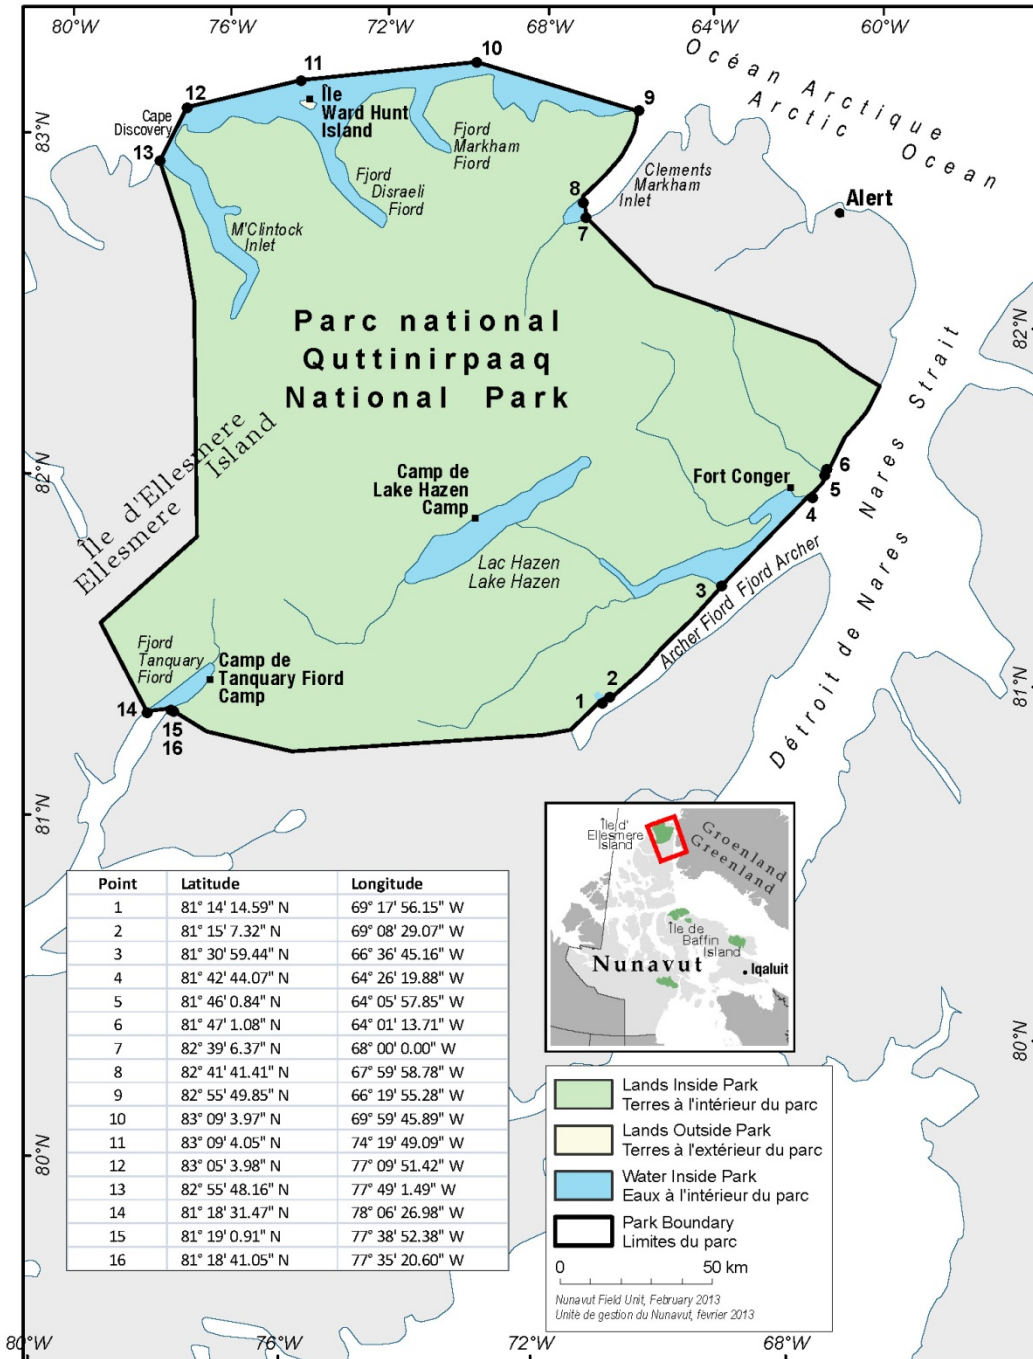 80°W
76°W
72°W
68°W
64°W
60°W
Océan Arctique
Arctic Ocean
83°N
82°N
81°N
80°N
82°N
81°N
80°N
12
11
10
9
13
8
7
6
5
4
3
2
1
14
15
16
Cape
Discovery
Île
Ward Hunt
Island
Fjord
Markham
Fiord
Fjord
Disraeli
Fiord
M'Clintock
Inlet
Clements
Markham
Inlet
Alert
Parc national
Quttinirpaaq
National Park
Île d'Ellesmere
Ellesmere Island
Camp de
Lake Hazen
Camp
Fort Conger
Lac Hazen
Lake Hazen
Archer Fiord Fjord Archer
Nares Strait
Détroit de Nares
Fjord
Tanquary
Fiord
Camp de
Tanquary Fiord
Camp
Point Latitude Longitude
1 81° 14' 14.59" N 69° 17' 56.15" W
2 81° 15' 7.32" N 69° 08' 29.07" W
3 81° 30' 59.44" N 66° 36' 45.16" W
4 81° 42' 44.07" N 64° 26' 19.88" W
5 81° 46' 0.84" N 64° 05' 57.85" W
6 81° 47' 1.08" N 64° 01' 13.71" W
7 82° 39' 6.37" N 68° 00' 0.00" W
8 82° 41' 41.41" N 67° 59' 58.78" W
9 82° 55' 49.85" N 66° 19' 55.28" W
10 83° 09' 3.97" N 69° 59' 45.89" W
11 83° 09' 4.05" N 74° 19' 49.09" W
12 83° 05' 3.98" N 77° 09' 51.42" W
13 82° 55' 48.16" N 77° 49' 1.49" W
14 81° 18' 31.47" N 78° 06' 26.98" W
15 81° 19' 0.91" N 77° 38' 52.38" W
16 81° 18' 41.05" N 77° 35' 20.60" W
Île d'
Ellesmere
Island
Groenland
Greenland
Île de
Baffin
Island
Nunavut
Iqaluit
Lands Inside Park
Terres à l'intérieur du parc
Lands Outside Park
Terres à l'extérieur du parc
Water Inside Park
Eaux à l'intérieur du parc
Park Boundary
Limites du parc
0 50 km
Nunavut Field Unit, February 2013
Unité de gestion du Nunavut, février 2013
80°W
76°W
72°W
68°W